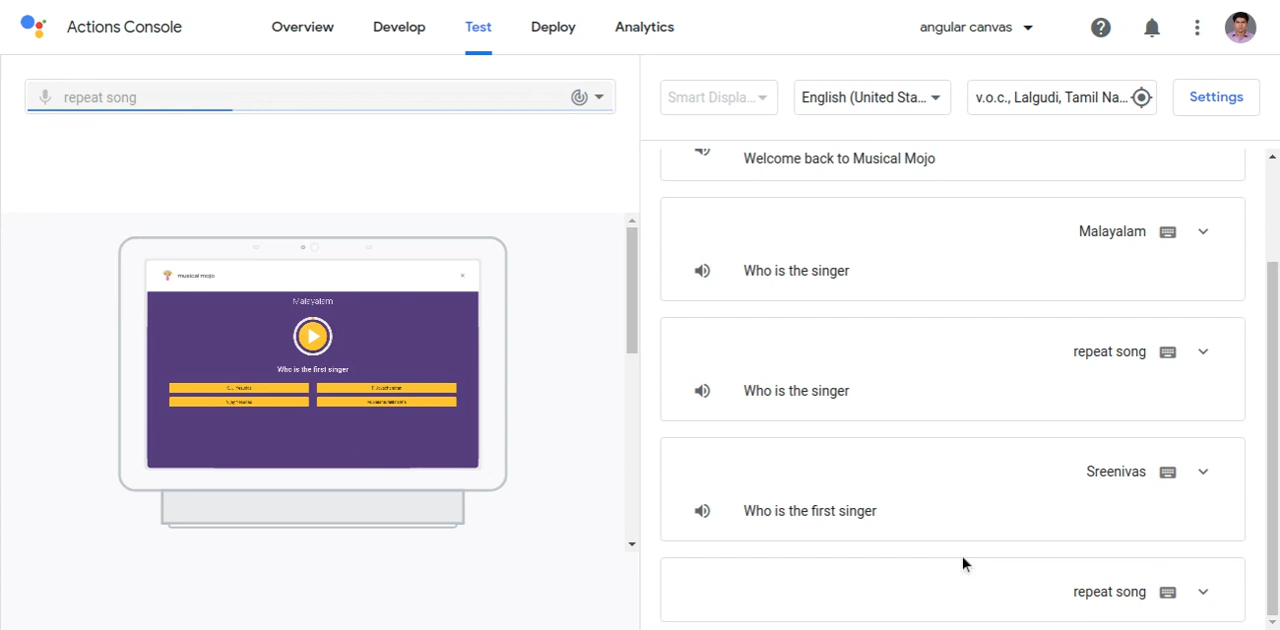 Actions Console
Overview
Develop
Test
Deploy
Analytics
angular canvas
repeat song
Smart Displa...
English (United Sta...
v.o.c., Lalgudi, Tamil Na...
Settings
musical mojo
Malayalam
Who is the first singer
Welcome back to Musical Mojo
Malayalam
Who is the singer
repeat song
Who is the singer
Sreenivas
Who is the first singer
repeat song